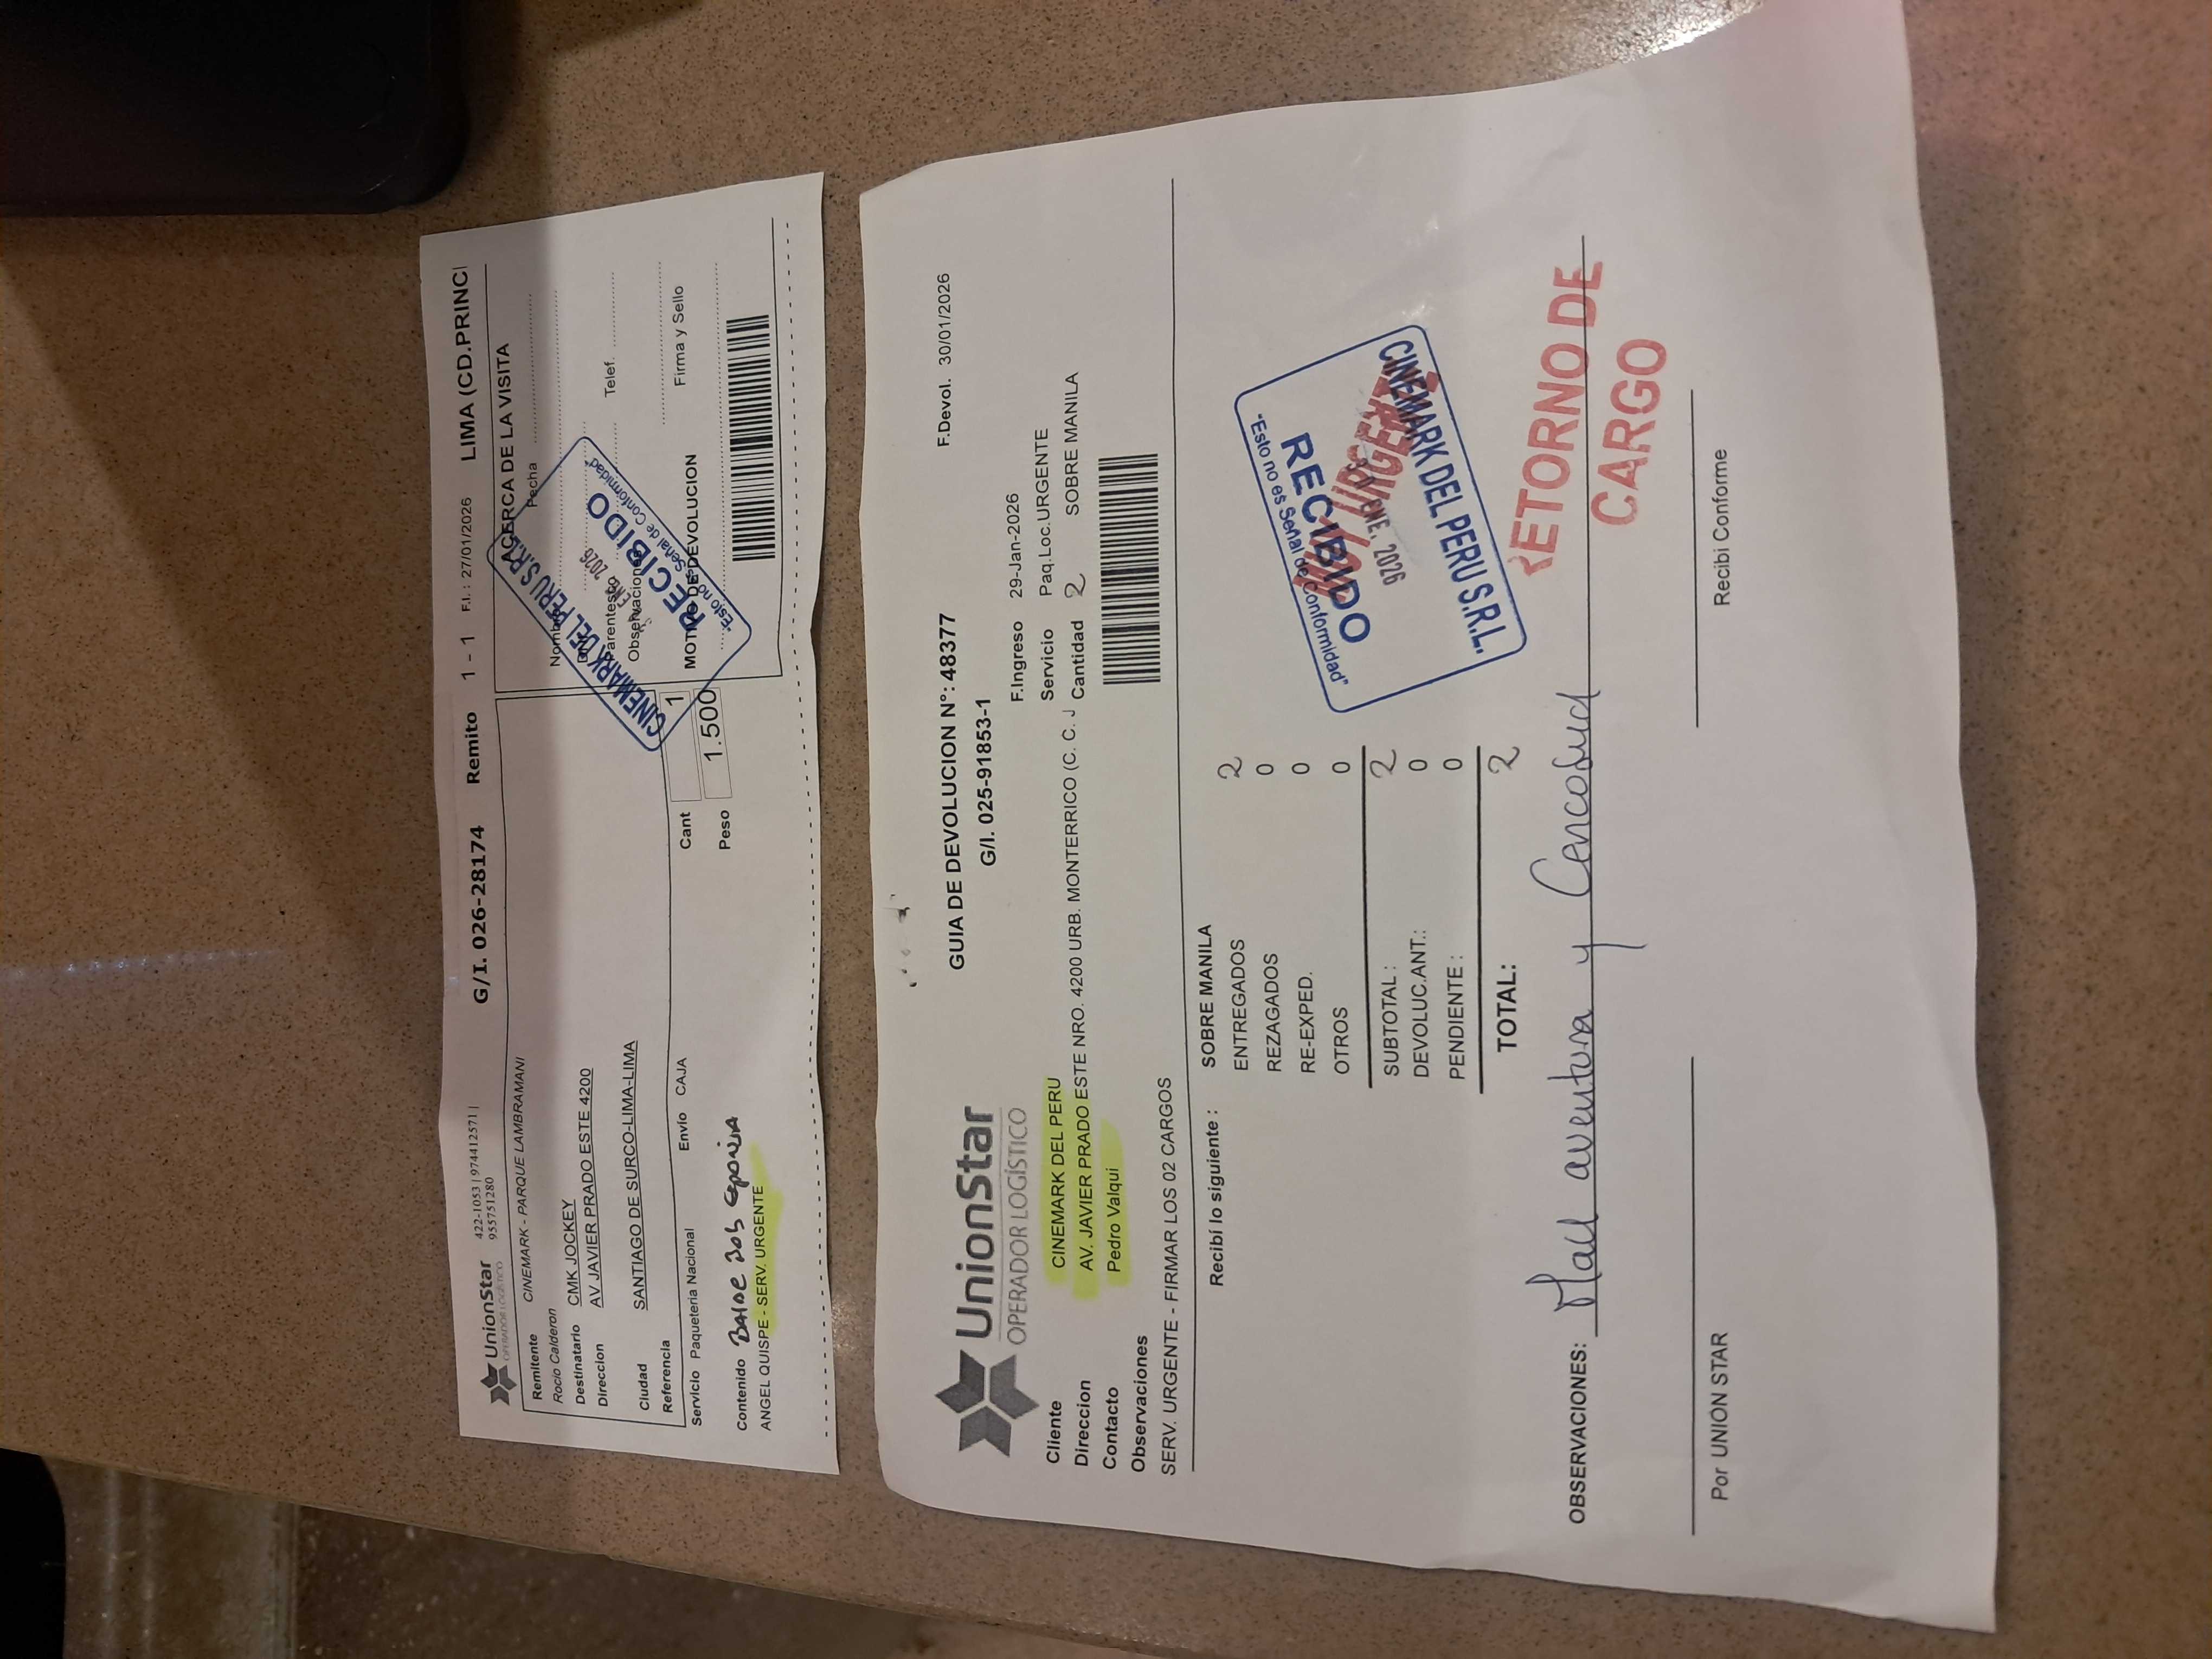 UnionStar 422-1053 | 974412571 |
OPERADOR LOGÍSTICO 955751280
G/I. 026-28174 Remito 1 - 1 F.I.: 27/01/2026 LIMA (CD.PRINCI
Remitente CINEMARK - PARQUE LAMBRAMANI
Rocio Calderon
Destinatario CMK JOCKEY
Direccion AV JAVIER PRADO ESTE 4200
Ciudad SANTIAGO DE SURCO-LIMA-LIMA
Referencia
Servicio Paqueteria Nacional Envio CAJA Cant 1
Peso 1.500
Contenido
ANGEL QUISPE - SERV. URGENTE
ACERCA DE LA VISITA
Fecha
Nombre
Parentesco Telef.
Observaciones
Firma y Sello
MOTIVO DE DEVOLUCION
CINEMARK DEL PERU S.R.L.
ENE. 2026
RECIBIDO
"Esto no es Señal de Conformidad"
UnionStar
OPERADOR LOGÍSTICO
GUIA DE DEVOLUCION N°: 48377 F.Devol. 30/01/2026
G/I. 025-91853-1
Cliente CINEMARK DEL PERU F.Ingreso 29-Jan-2026
Direccion AV. JAVIER PRADO ESTE NRO. 4200 URB. MONTERRICO (C. C. J Servicio Paq.Loc.URGENTE
Contacto Pedro Valqui Cantidad 2 SOBRE MANILA
Observaciones
SERV. URGENTE - FIRMAR LOS 02 CARGOS
Recibí lo siguiente : SOBRE MANILA
ENTREGADOS 2
REZAGADOS 0
RE-EXPED. 0
OTROS 0
SUBTOTAL : 2
DEVOLUC.ANT.: 0
PENDIENTE : 0
TOTAL: 2
"Esto no es Señal de Conformidad"
RECIBIDO
MUY URGENTE
ENE. 2026
CINEMARK DEL PERU S.R.L.
OBSERVACIONES: Mall aventura y Cencosud
RETORNO DE
CARGO
Por UNION STAR Recibi Conforme